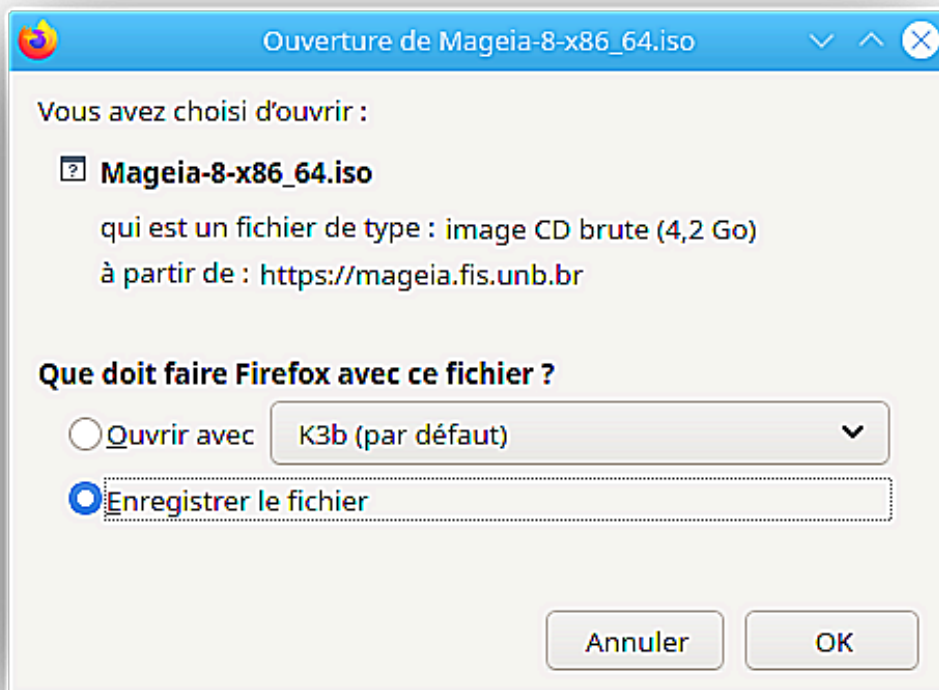 Ouverture de Mageia-8-x86_64.iso
Vous avez choisi d’ouvrir :
Mageia-8-x86_64.iso
qui est un fichier de type : image CD brute (4,2 Go)
à partir de : https://mageia.fis.unb.br
Que doit faire Firefox avec ce fichier ?
Ouvrir avec K3b (par défaut)
Enregistrer le fichier
Annuler OK